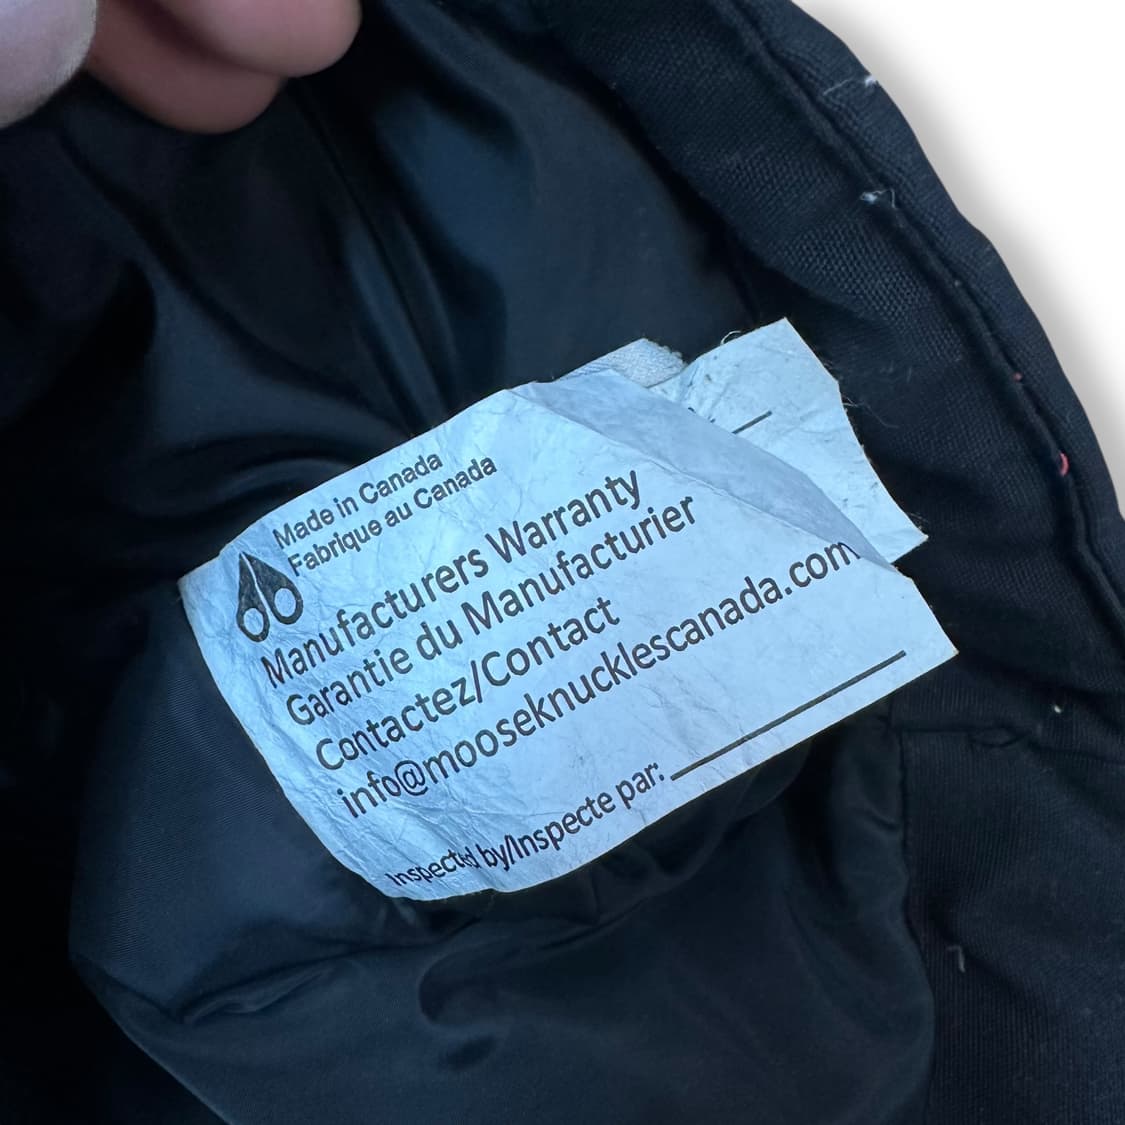 Made in Canada
Fabrique au Canada
Manufacturers Warranty
Garantie du Manufacturier
Contactez/Contact
info@mooseknucklescanada.com
Inspected by/Inspecte par: